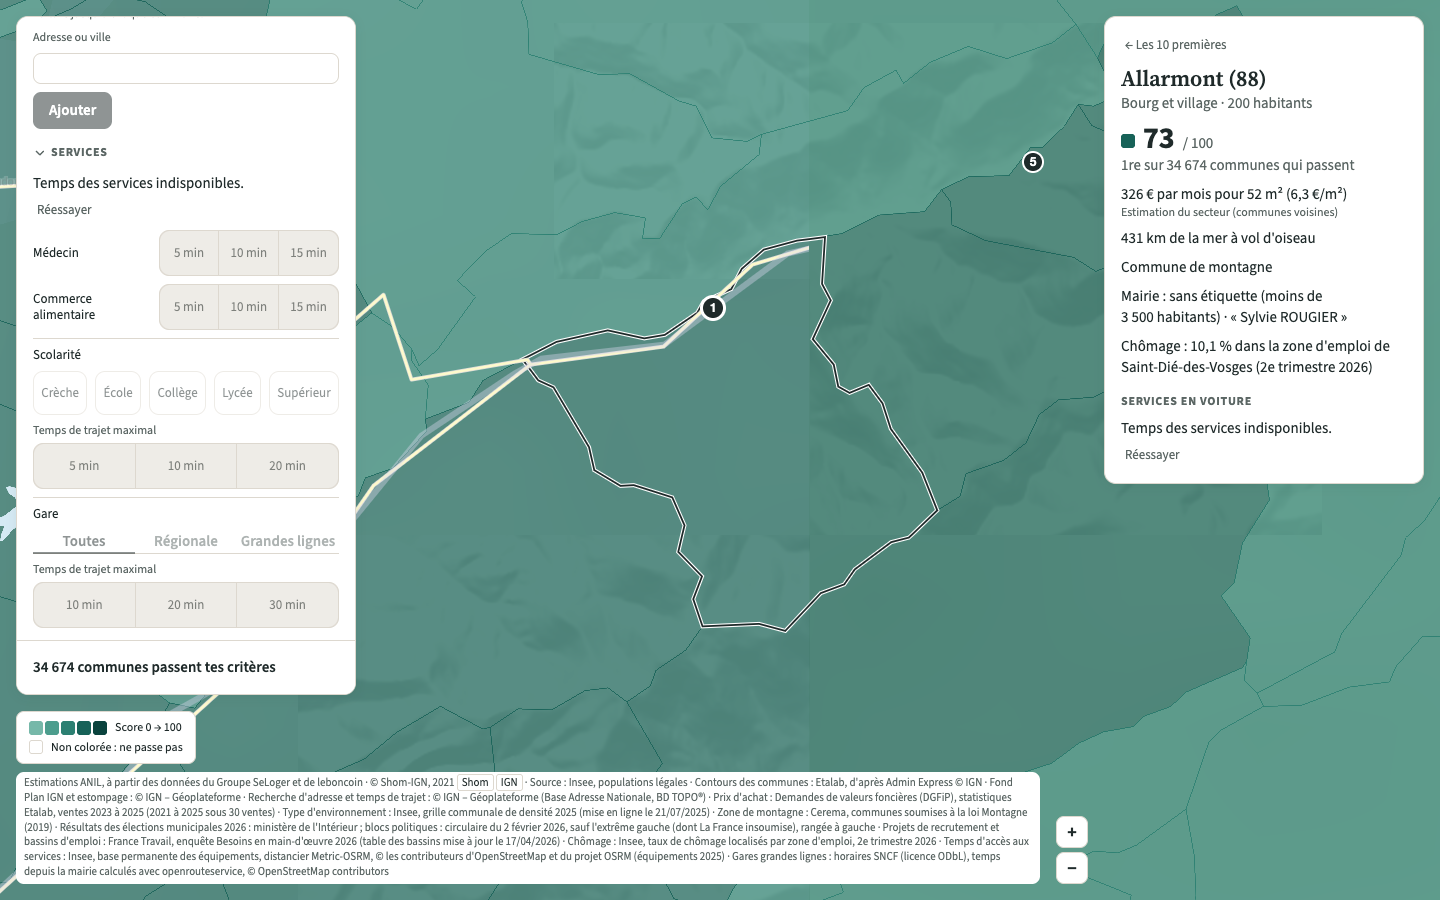 Adresse ou ville
Ajouter
SERVICES
Temps des services indisponibles.
Réessayer
Médecin
5 min
10 min
15 min
Commerce
alimentaire
5 min
10 min
15 min
Scolarité
Crèche
École
Collège
Lycée
Supérieur
Temps de trajet maximal
5 min
10 min
20 min
Gare
Toutes
Régionale
Grandes lignes
Temps de trajet maximal
10 min
20 min
30 min
34 674 communes passent tes critères
Score 0 → 100
Non colorée : ne passe pas
1
5
← Les 10 premières
Allarmont (88)
Bourg et village · 200 habitants
73 / 100
1re sur 34 674 communes qui passent
326 € par mois pour 52 m² (6,3 €/m²)
Estimation du secteur (communes voisines)
431 km de la mer à vol d'oiseau
Commune de montagne
Mairie : sans étiquette (moins de
3 500 habitants) · « Sylvie ROUGIER »
Chômage : 10,1 % dans la zone d'emploi de
Saint-Dié-des-Vosges (2e trimestre 2026)
SERVICES EN VOITURE
Temps des services indisponibles.
Réessayer
Estimations ANIL, à partir des données du Groupe SeLoger et de leboncoin · © Shom-IGN, 2021 Shom IGN · Source : Insee, populations légales · Contours des communes : Etalab, d'après Admin Express © IGN · Fond
Plan IGN et estompage : © IGN – Géoplateforme · Recherche d'adresse et temps de trajet : © IGN – Géoplateforme (Base Adresse Nationale, BD TOPO®) · Prix d'achat : Demandes de valeurs foncières (DGFiP), statistiques
Etalab, ventes 2023 à 2025 (2021 à 2025 sous 30 ventes) · Type d'environnement : Insee, grille communale de densité 2025 (mise en ligne le 21/07/2025) · Zone de montagne : Cerema, communes soumises à la loi Montagne
(2019) · Résultats des élections municipales 2026 : ministère de l'Intérieur ; blocs politiques : circulaire du 2 février 2026, sauf l'extrême gauche (dont La France insoumise), rangée à gauche · Projets de recrutement et
bassins d'emploi : France Travail, enquête Besoins en main-d'œuvre 2026 (table des bassins mise à jour le 17/04/2026) · Chômage : Insee, taux de chômage localisés par zone d'emploi, 2e trimestre 2026 · Temps d'accès aux
services : Insee, base permanente des équipements, distancier Metric-OSRM, © les contributeurs d'OpenStreetMap et du projet OSRM (équipements 2025) · Gares grandes lignes : horaires SNCF (licence ODbL), temps
depuis la mairie calculés avec openrouteservice, © OpenStreetMap contributors
+
−